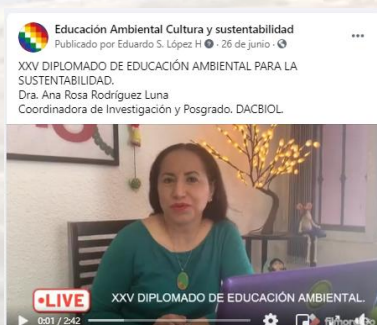 Educación Ambiental Cultura y sustentabilidad
Publicado por Eduardo S. López H · 26 de junio ·
XXV DIPLOMADO DE EDUCACIÓN AMBIENTAL PARA LA
SUSTENTABILIDAD.
Dra. Ana Rosa Rodríguez Luna
Coordinadora de Investigación y Posgrado. DACBIOL.
•LIVE
XXV DIPLOMADO DE EDUCACIÓN AMBIENTAL.
0:01 / 2:42